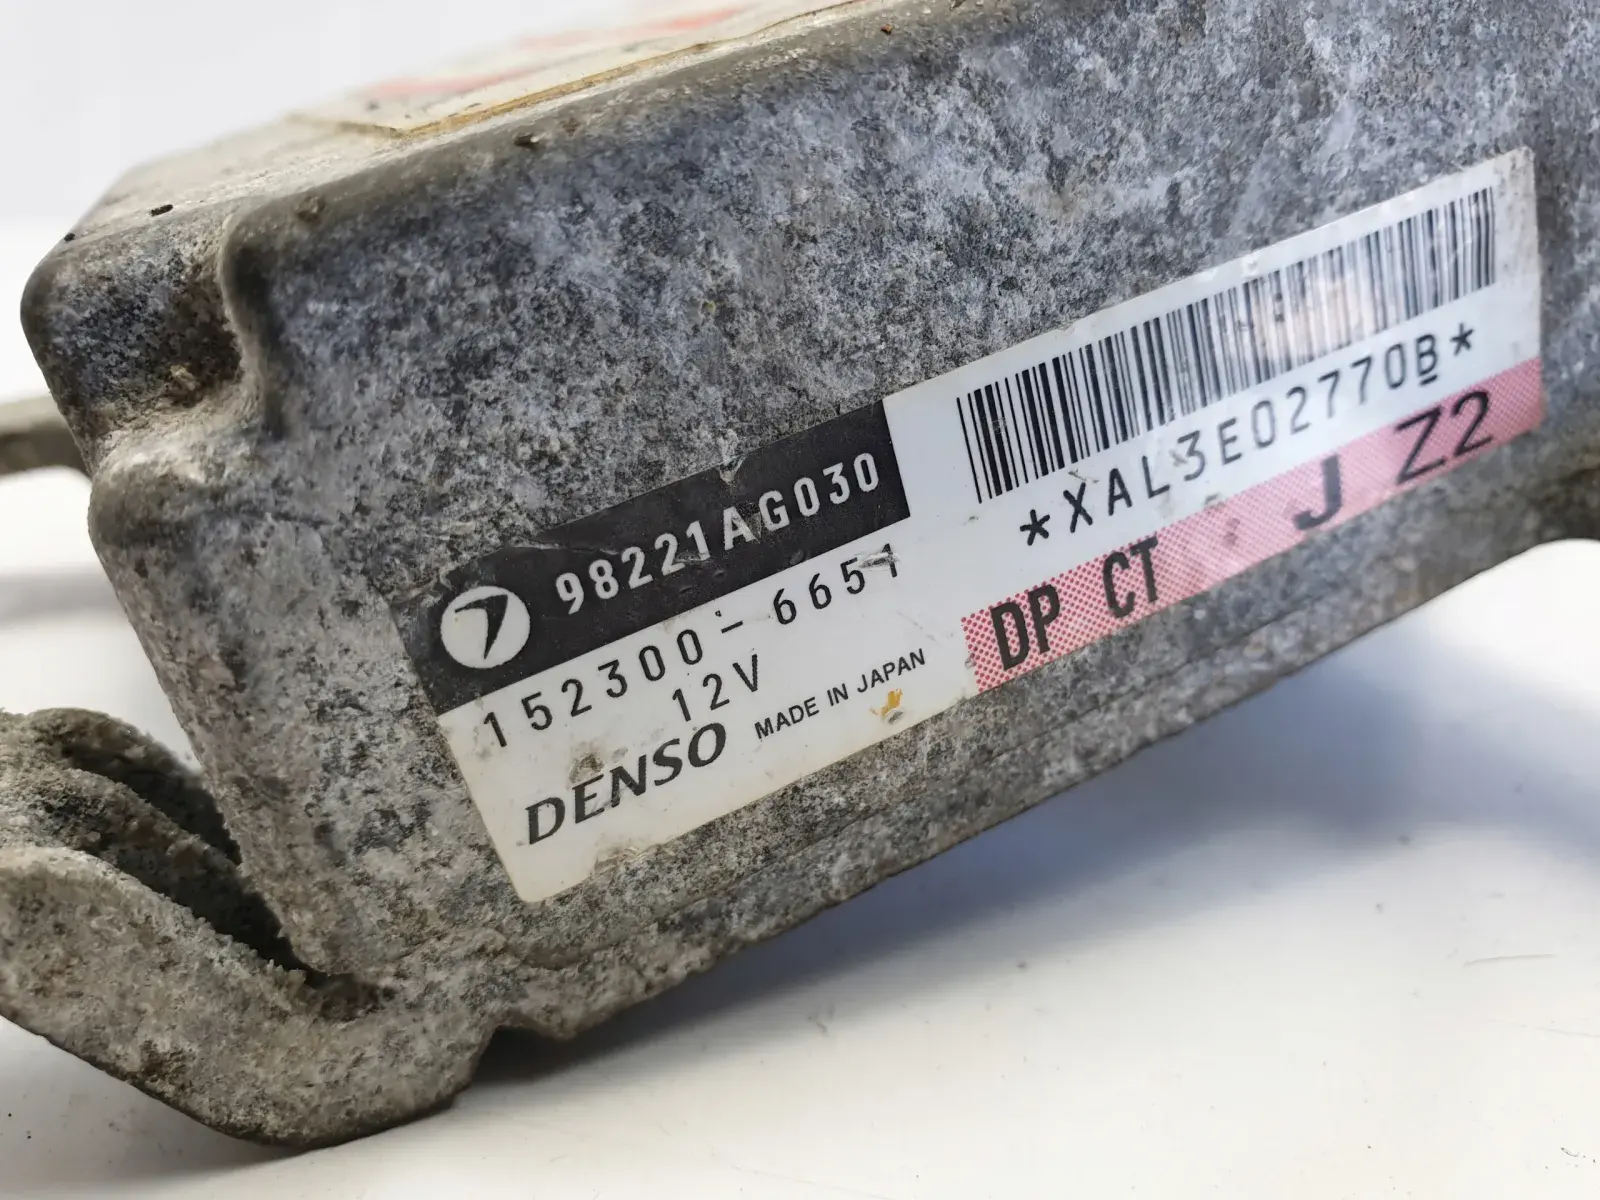 98221AG030
152300-6651
12V
DENSO MADE IN JAPAN
*XAL3E02770B*
DP CT J Z2